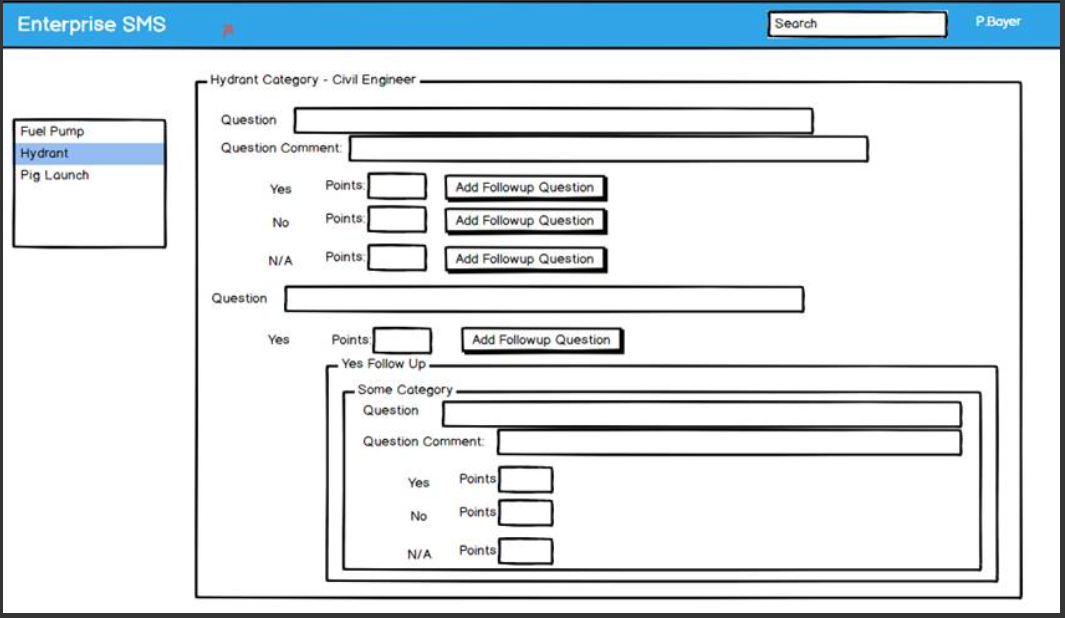 Enterprise SMS
Search
P.Bayer
Fuel Pump
Hydrant
Pig Launch
Hydrant Category - Civil Engineer
Question
Question Comment:
Yes Points: Add Followup Question
No Points: Add Followup Question
N/A Points: Add Followup Question
Question
Yes Points: Add Followup Question
Yes Follow Up
Some Category
Question
Question Comment:
Yes Points
No Points
N/A Points